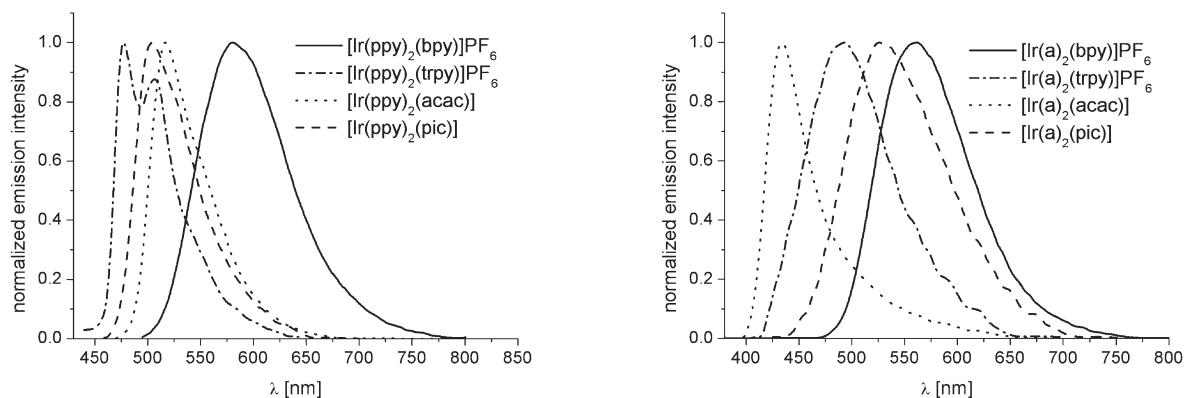 normalized emission intensity
1.0
0.8
0.6
0.4
0.2
0.0
[Ir(ppy)2(bpy)]PF6
[Ir(ppy)2(trpy)]PF6
[Ir(ppy)2(acac)]
[Ir(ppy)2(pic)]
450 500 550 600 650 700 750 800 850
λ [nm]
normalized emission intensity
1.0
0.8
0.6
0.4
0.2
0.0
[Ir(a)2(bpy)]PF6
[Ir(a)2(trpy)]PF6
[Ir(a)2(acac)]
[Ir(a)2(pic)]
400 450 500 550 600 650 700 750 800
λ [nm]